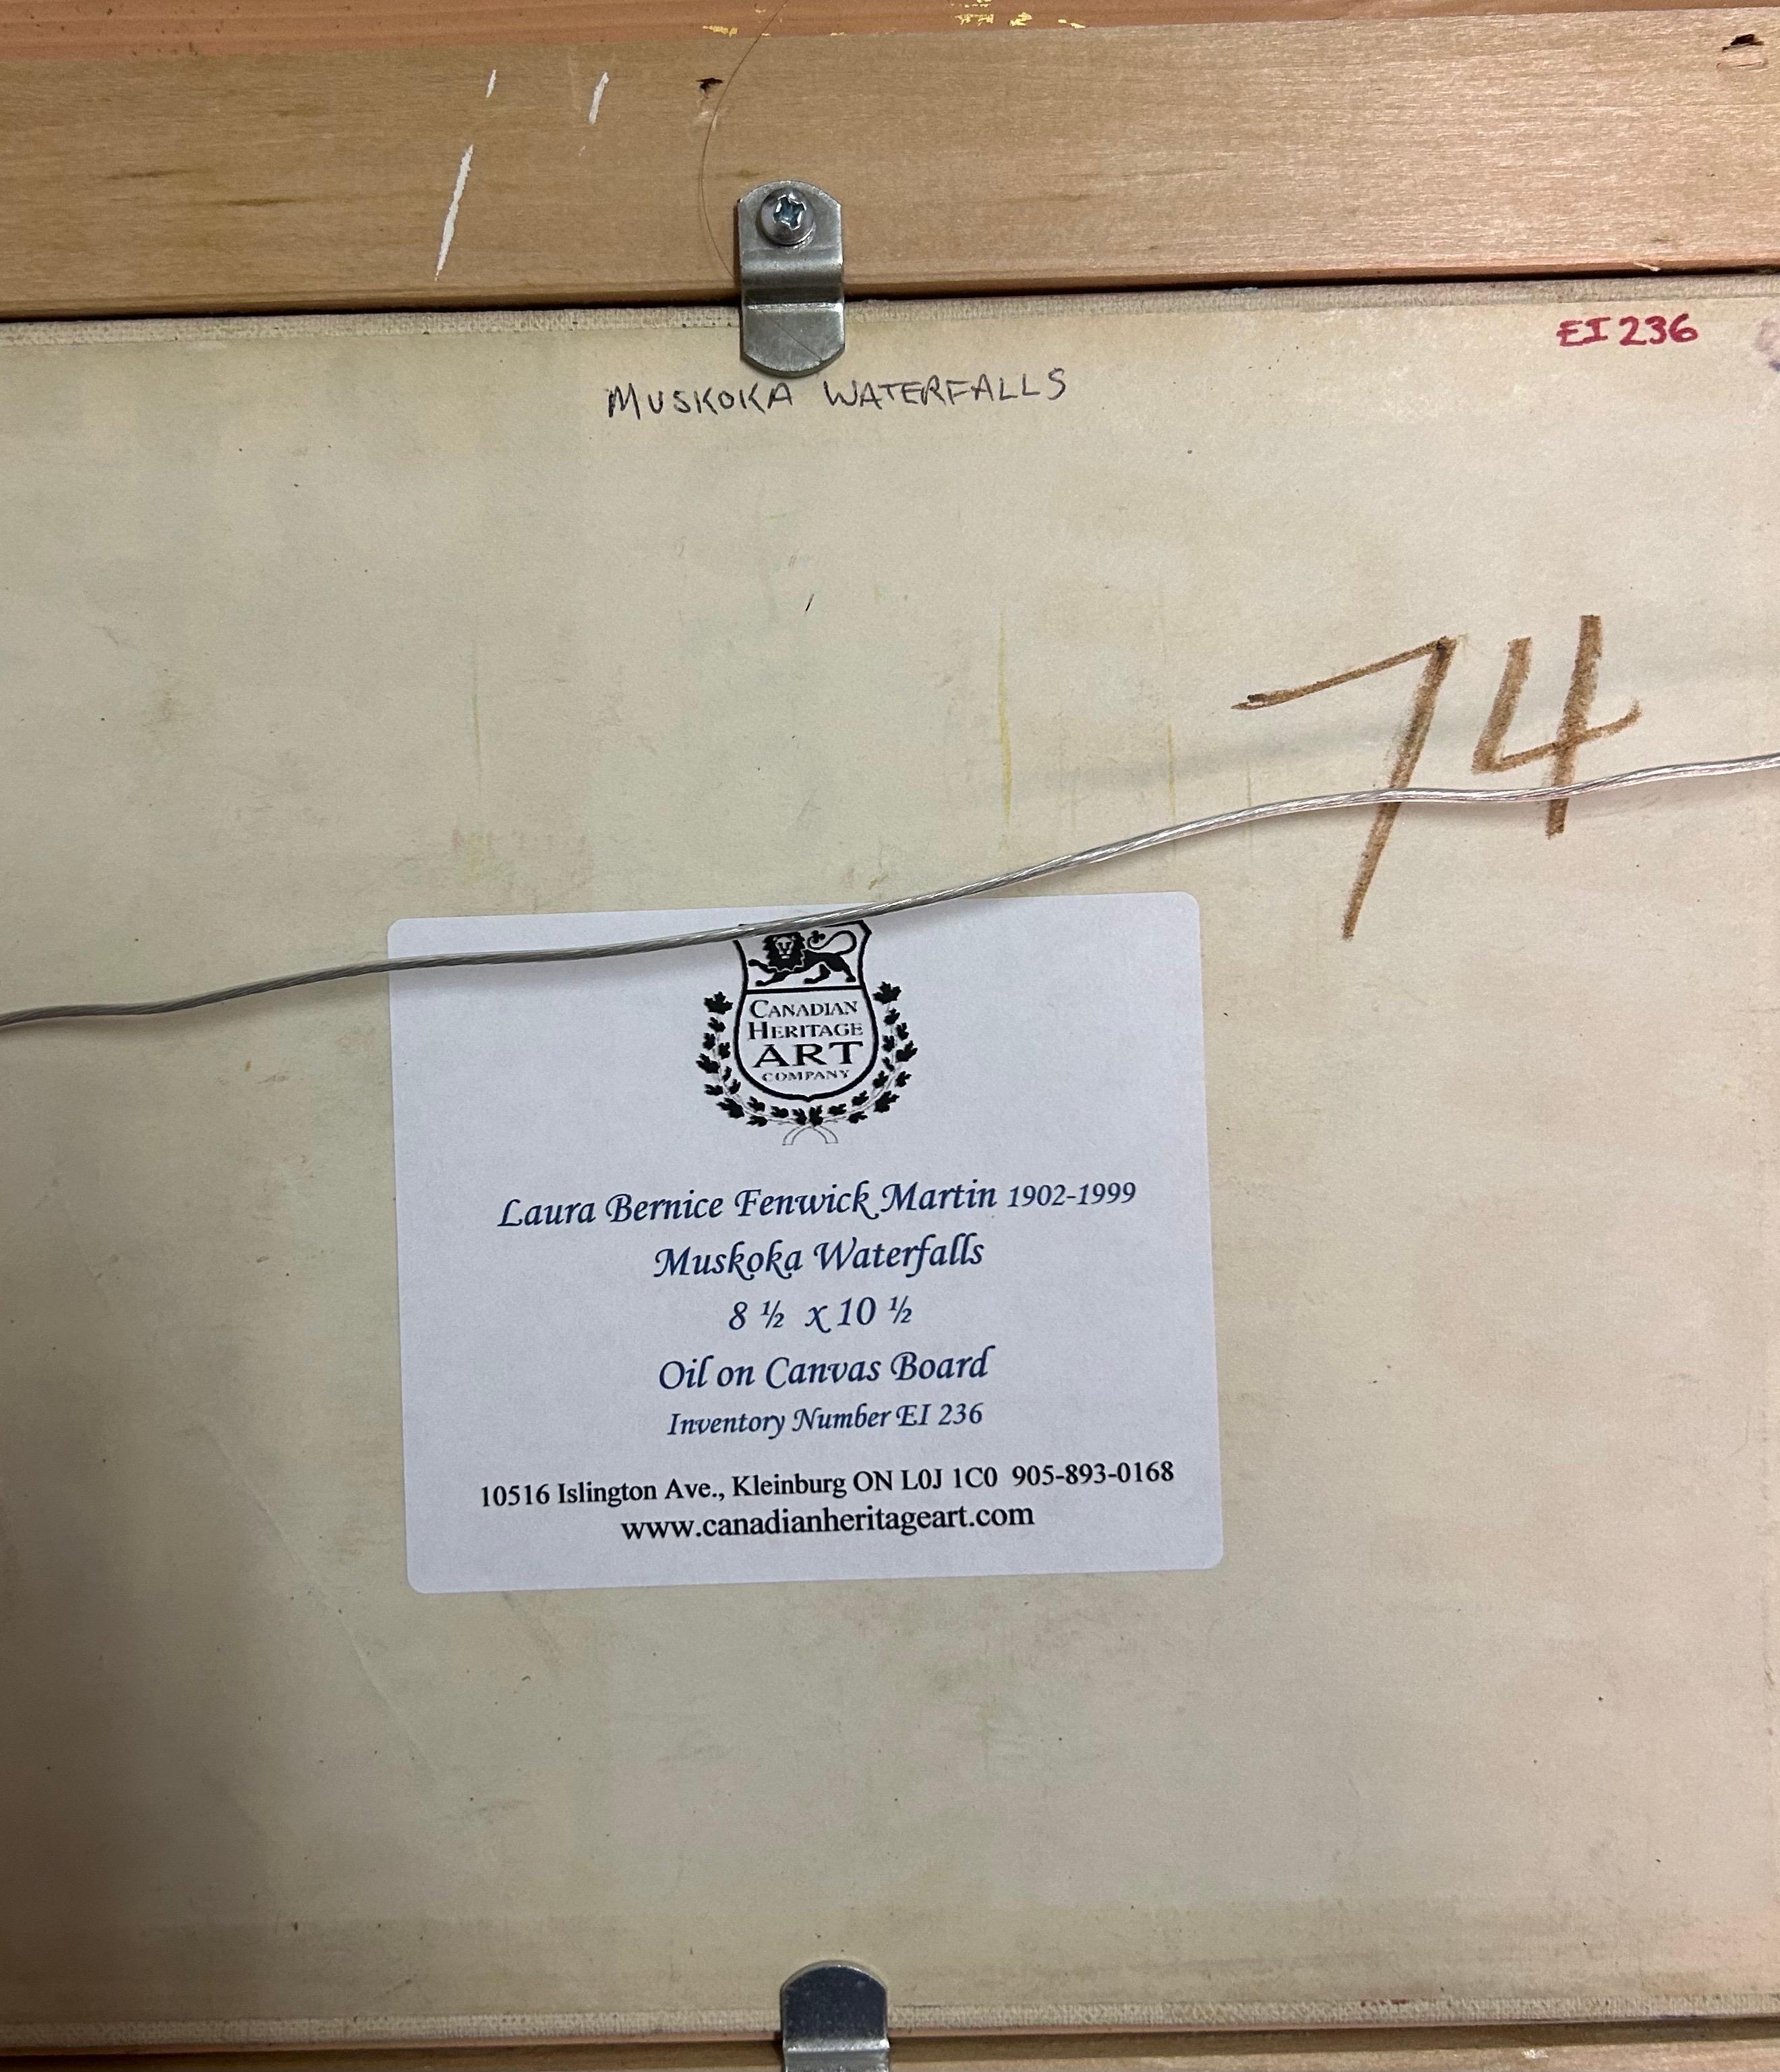 EI 236
MUSKOKA WATERFALLS
74
CANADIAN
HERITAGE
ART
COMPANY
Laura Bernice Fenwick Martin 1902-1999
Muskoka Waterfalls
8 ½ x 10 ½
Oil on Canvas Board
Inventory Number EI 236
10516 Islington Ave., Kleinburg ON L0J 1C0 905-893-0168
www.canadianheritageart.com